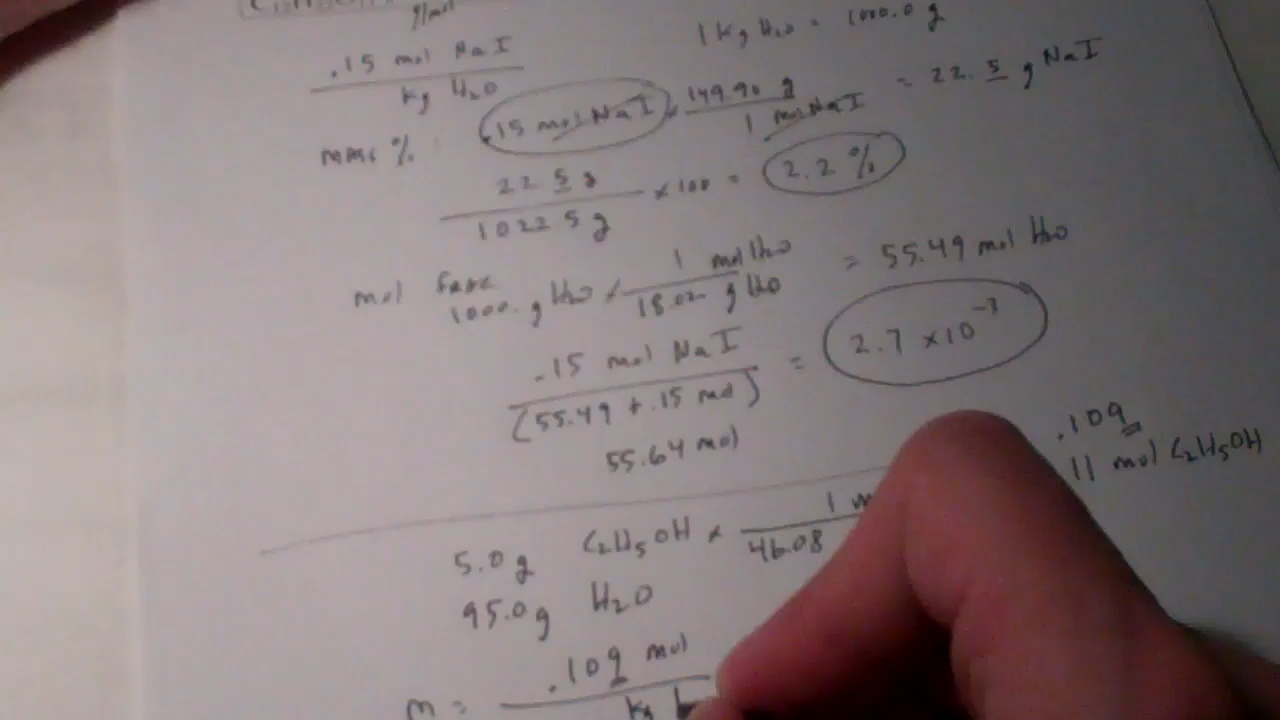 g/mol
.15 mol NaI
kg H₂O
1 kg H₂O = 1000.0 g
mass % .15 mol NaI × 149.90 g = 22.5 g NaI
1 mol NaI
22.5 g × 100 = 2.2 %
1022.5 g
mol frac
1000. g H₂O × 1 mol H₂O = 55.49 mol H₂O
18.02 g H₂O
.15 mol NaI = 2.7 × 10⁻³
(55.49 + .15 mol)
55.64 mol
.109
11 mol C₂H₅OH
5.0 g C₂H₅OH × 1
46.08
95.0 g H₂O
m = .109 mol
kg